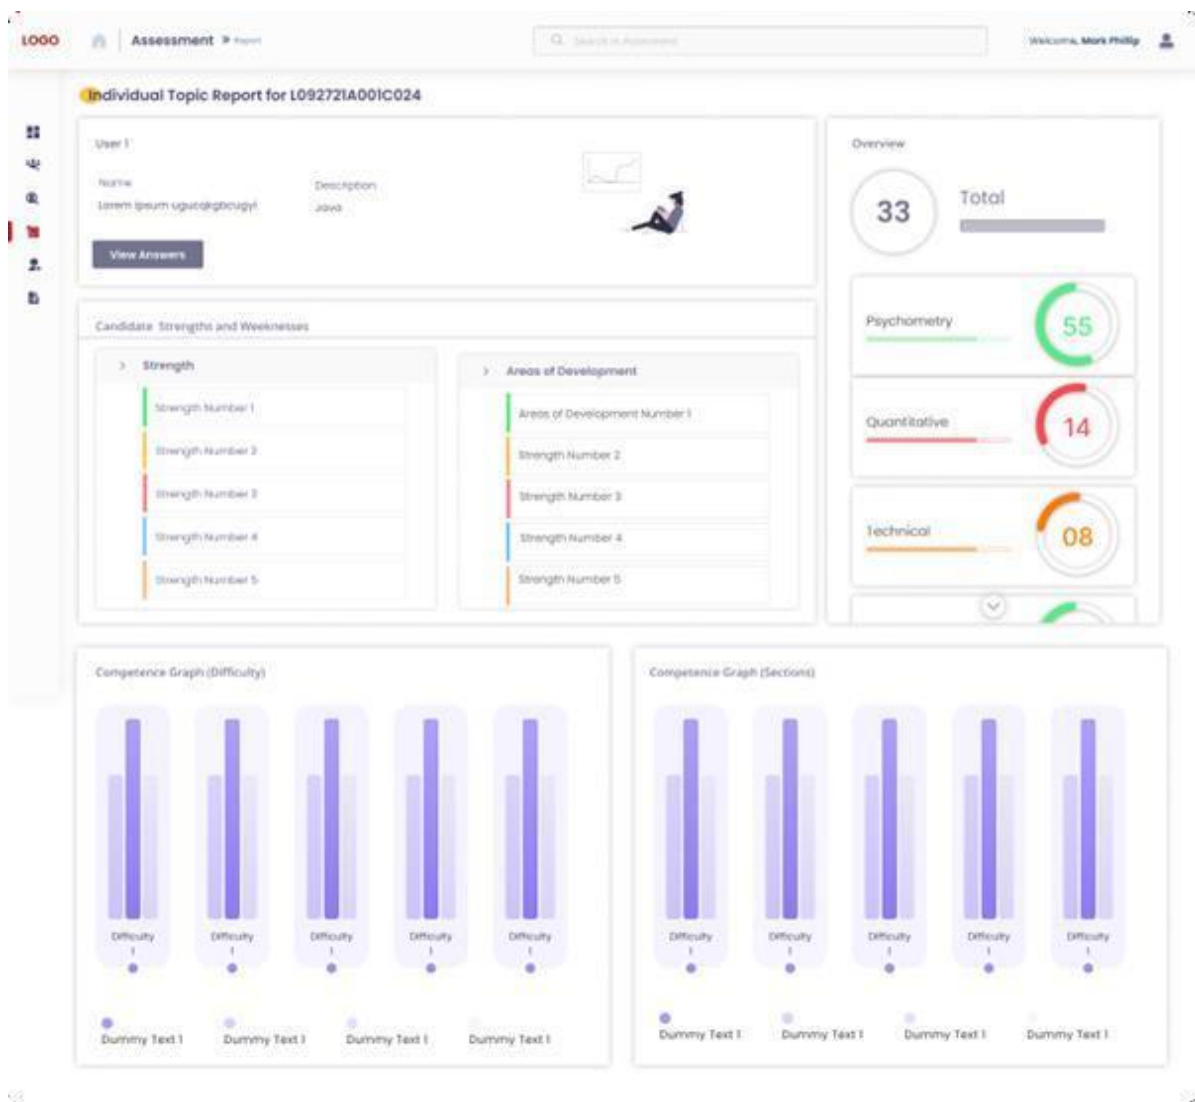 LOGO
Assessment » Report
Search in Assessment
Welcome, Mark Phillip
Individual Topic Report for L092721A001C024
User 1
Name
Description
Lorem ipsum
Java
View Answers
Overview
33
Total
Psychometry
55
Quantitative
14
Technical
08
Candidate Strengths and Weeknesses
Strength
Strength Number 1
Strength Number 2
Strength Number 3
Strength Number 4
Strength Number 5
Areas of Development
Areas of Development Number 1
Strength Number 2
Strength Number 3
Strength Number 4
Strength Number 5
Competence Graph (Difficulty)
Difficulty Difficulty Difficulty Difficulty Difficulty
1 1 1 1 1
Dummy Text 1 Dummy Text 1 Dummy Text 1 Dummy Text 1
Competence Graph (Sections)
Difficulty Difficulty Difficulty Difficulty Difficulty
1 1 1 1 1
Dummy Text 1 Dummy Text 1 Dummy Text 1 Dummy Text 1